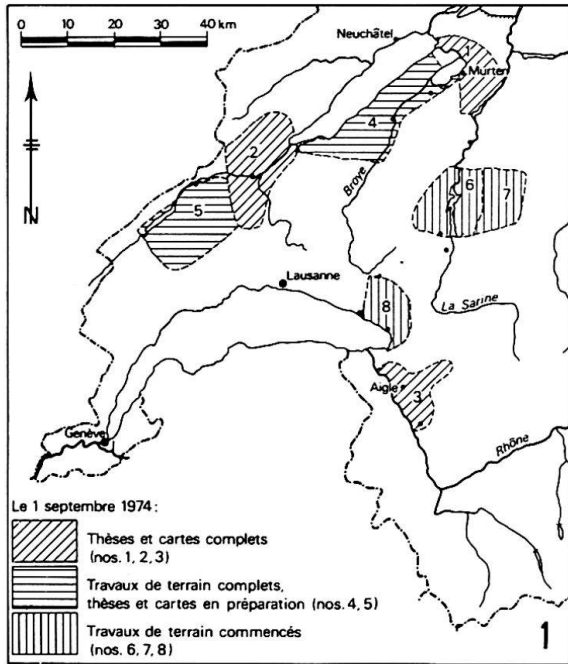 0 10 20 30 40 km
Neuchâtel
1
Murten
4
2
Broye
6
7
5
N
Lausanne
8
La Sarine
Aigle
3
Genève
Rhône
Le 1 septembre 1974 :
Thèses et cartes complets
(nos. 1, 2, 3)
Travaux de terrain complets,
thèses et cartes en préparation (nos. 4, 5)
Travaux de terrain commencés
(nos. 6, 7, 8)
1